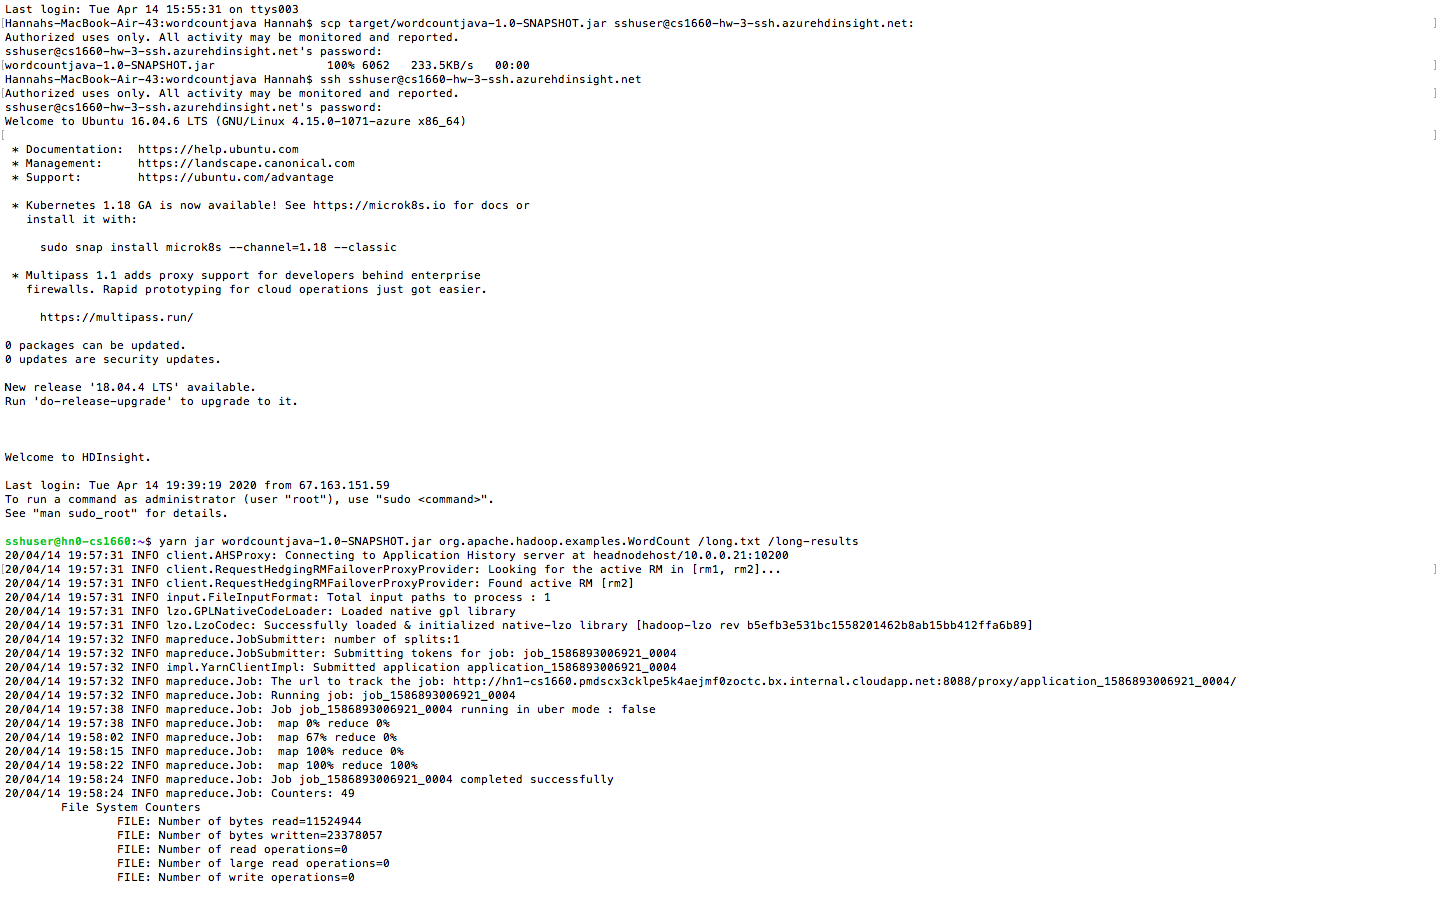 Last login: Tue Apr 14 15:55:31 on ttys003
[Hannahs-MacBook-Air-43:wordcountjava Hannah$ scp target/wordcountjava-1.0-SNAPSHOT.jar sshuser@cs1660-hw-3-ssh.azurehdinsight.net: ]
Authorized uses only. All activity may be monitored and reported.
sshuser@cs1660-hw-3-ssh.azurehdinsight.net's password:
[wordcountjava-1.0-SNAPSHOT.jar                100% 6062   233.5KB/s   00:00 ]
Hannahs-MacBook-Air-43:wordcountjava Hannah$ ssh sshuser@cs1660-hw-3-ssh.azurehdinsight.net
[Authorized uses only. All activity may be monitored and reported. ]
sshuser@cs1660-hw-3-ssh.azurehdinsight.net's password:
Welcome to Ubuntu 16.04.6 LTS (GNU/Linux 4.15.0-1071-azure x86_64)
[ ]
 * Documentation:  https://help.ubuntu.com
 * Management:     https://landscape.canonical.com
 * Support:        https://ubuntu.com/advantage
 * Kubernetes 1.18 GA is now available! See https://microk8s.io for docs or
   install it with:
     sudo snap install microk8s --channel=1.18 --classic
 * Multipass 1.1 adds proxy support for developers behind enterprise
   firewalls. Rapid prototyping for cloud operations just got easier.
     https://multipass.run/
0 packages can be updated.
0 updates are security updates.
New release '18.04.4 LTS' available.
Run 'do-release-upgrade' to upgrade to it.
Welcome to HDInsight.
Last login: Tue Apr 14 19:39:19 2020 from 67.163.151.59
To run a command as administrator (user "root"), use "sudo <command>".
See "man sudo_root" for details.
sshuser@hn0-cs1660:~$ yarn jar wordcountjava-1.0-SNAPSHOT.jar org.apache.hadoop.examples.WordCount /long.txt /long-results
20/04/14 19:57:31 INFO client.AHSProxy: Connecting to Application History server at headnodehost/10.0.0.21:10200
[20/04/14 19:57:31 INFO client.RequestHedgingRMFailoverProxyProvider: Looking for the active RM in [rm1, rm2]... ]
20/04/14 19:57:31 INFO client.RequestHedgingRMFailoverProxyProvider: Found active RM [rm2]
20/04/14 19:57:31 INFO input.FileInputFormat: Total input paths to process : 1
20/04/14 19:57:31 INFO lzo.GPLNativeCodeLoader: Loaded native gpl library
20/04/14 19:57:31 INFO lzo.LzoCodec: Successfully loaded & initialized native-lzo library [hadoop-lzo rev b5efb3e531bc1558201462b8ab15bb412ffa6b89]
20/04/14 19:57:32 INFO mapreduce.JobSubmitter: number of splits:1
20/04/14 19:57:32 INFO mapreduce.JobSubmitter: Submitting tokens for job: job_1586893006921_0004
20/04/14 19:57:32 INFO impl.YarnClientImpl: Submitted application application_1586893006921_0004
20/04/14 19:57:32 INFO mapreduce.Job: The url to track the job: http://hn1-cs1660.pmdscx3cklpe5k4aejmf0zoctc.bx.internal.cloudapp.net:8088/proxy/application_1586893006921_0004/
20/04/14 19:57:32 INFO mapreduce.Job: Running job: job_1586893006921_0004
20/04/14 19:57:38 INFO mapreduce.Job: Job job_1586893006921_0004 running in uber mode : false
20/04/14 19:57:38 INFO mapreduce.Job:  map 0% reduce 0%
20/04/14 19:58:02 INFO mapreduce.Job:  map 67% reduce 0%
20/04/14 19:58:15 INFO mapreduce.Job:  map 100% reduce 0%
20/04/14 19:58:22 INFO mapreduce.Job:  map 100% reduce 100%
20/04/14 19:58:24 INFO mapreduce.Job: Job job_1586893006921_0004 completed successfully
20/04/14 19:58:24 INFO mapreduce.Job: Counters: 49
        File System Counters
                FILE: Number of bytes read=11524944
                FILE: Number of bytes written=23378057
                FILE: Number of read operations=0
                FILE: Number of large read operations=0
                FILE: Number of write operations=0